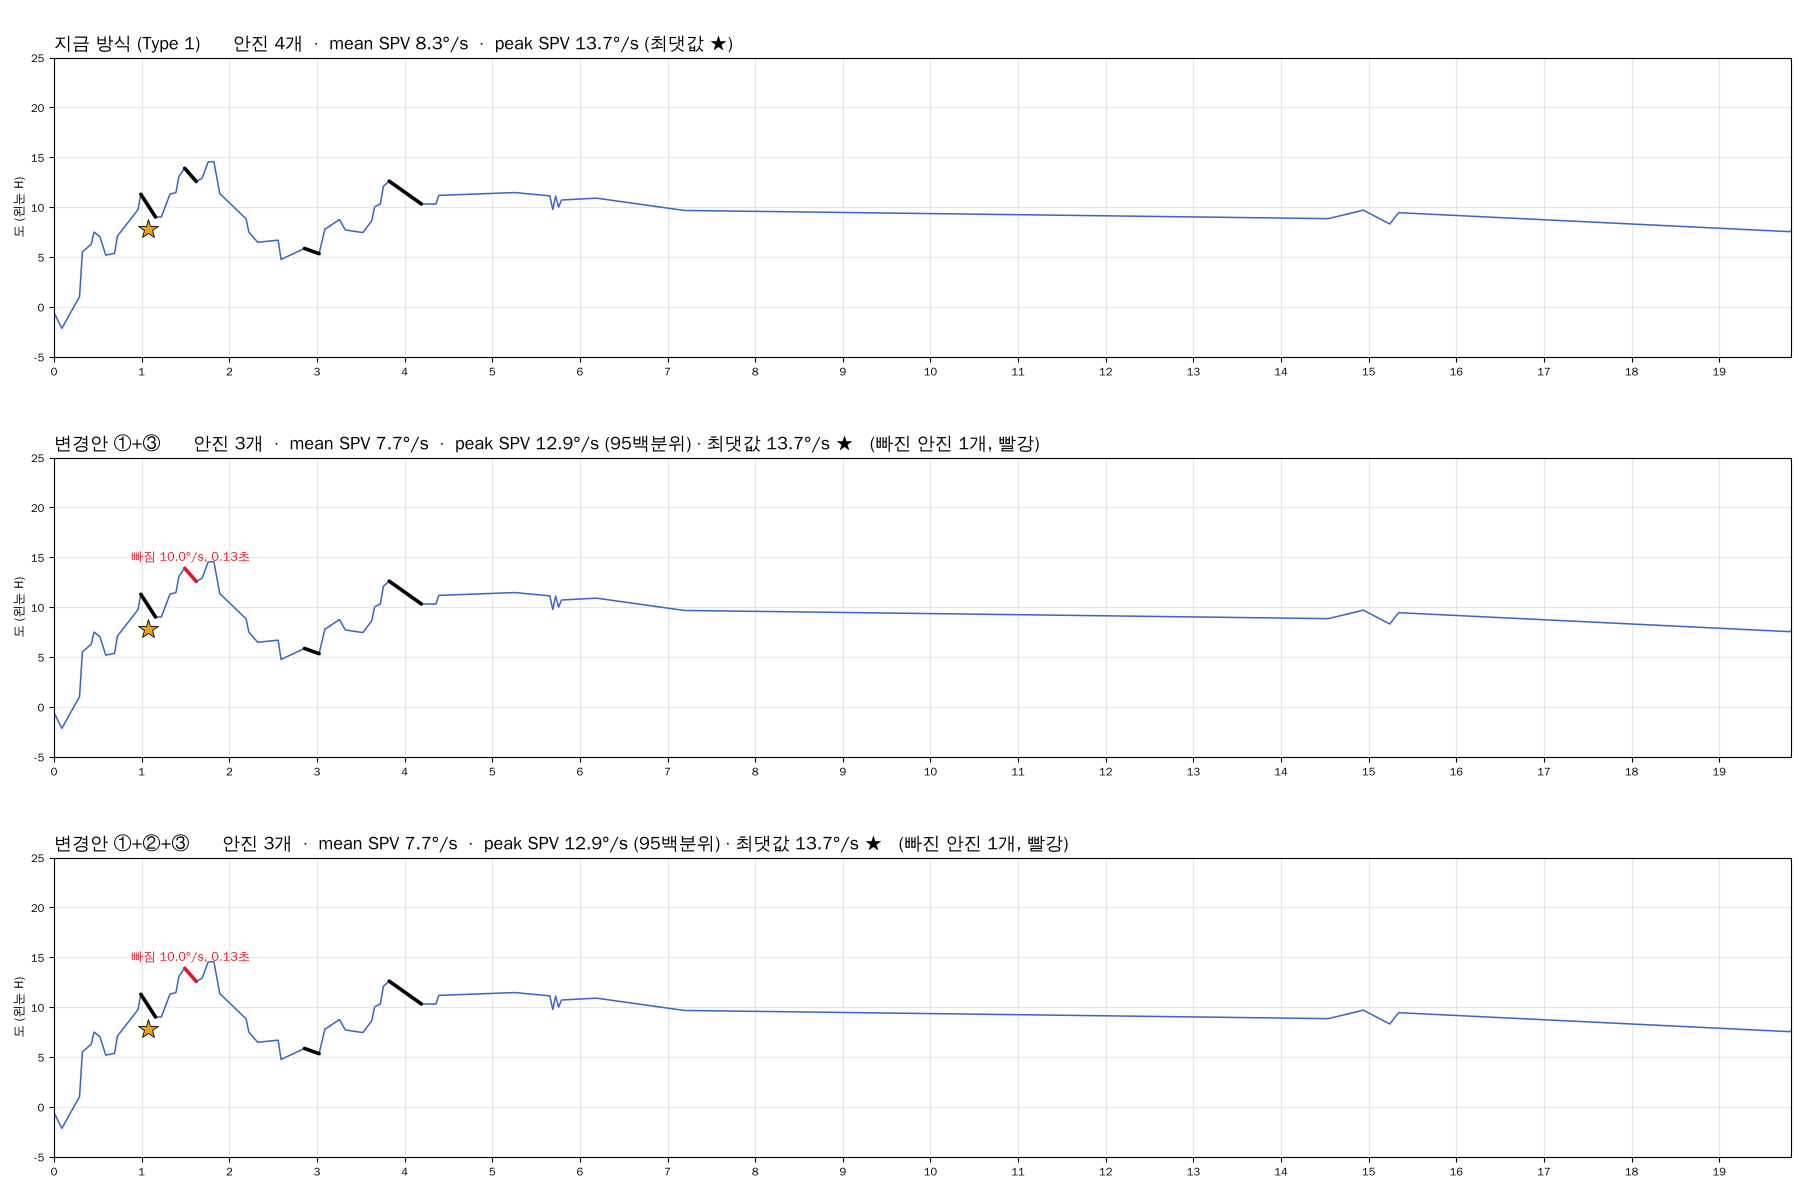 지금 방식 (Type 1) 안진 4개 · mean SPV 8.3°/s · peak SPV 13.7°/s (최댓값 ★)
25
20
15
10
5
0
-5
도 (왼눈 H)
0 1 2 3 4 5 6 7 8 9 10 11 12 13 14 15 16 17 18 19
변경안 ①+③ 안진 3개 · mean SPV 7.7°/s · peak SPV 12.9°/s (95백분위) · 최댓값 13.7°/s ★ (빠진 안진 1개, 빨강)
25
20
15
10
5
0
-5
도 (왼눈 H)
빠짐 10.0°/s, 0.13초
0 1 2 3 4 5 6 7 8 9 10 11 12 13 14 15 16 17 18 19
변경안 ①+②+③ 안진 3개 · mean SPV 7.7°/s · peak SPV 12.9°/s (95백분위) · 최댓값 13.7°/s ★ (빠진 안진 1개, 빨강)
25
20
15
10
5
0
-5
도 (왼눈 H)
빠짐 10.0°/s, 0.13초
0 1 2 3 4 5 6 7 8 9 10 11 12 13 14 15 16 17 18 19